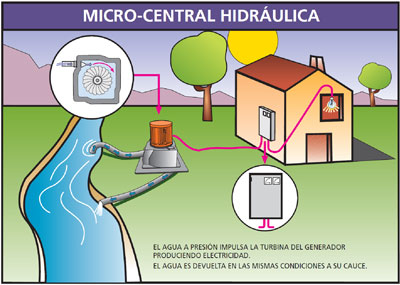 MICRO-CENTRAL HIDRÁULICA
EL AGUA A PRESIÓN IMPULSA LA TURBINA DEL GENERADOR
PRODUCIENDO ELECTRICIDAD.
EL AGUA ES DEVUELTA EN LAS MISMAS CONDICIONES A SU CAUCE.